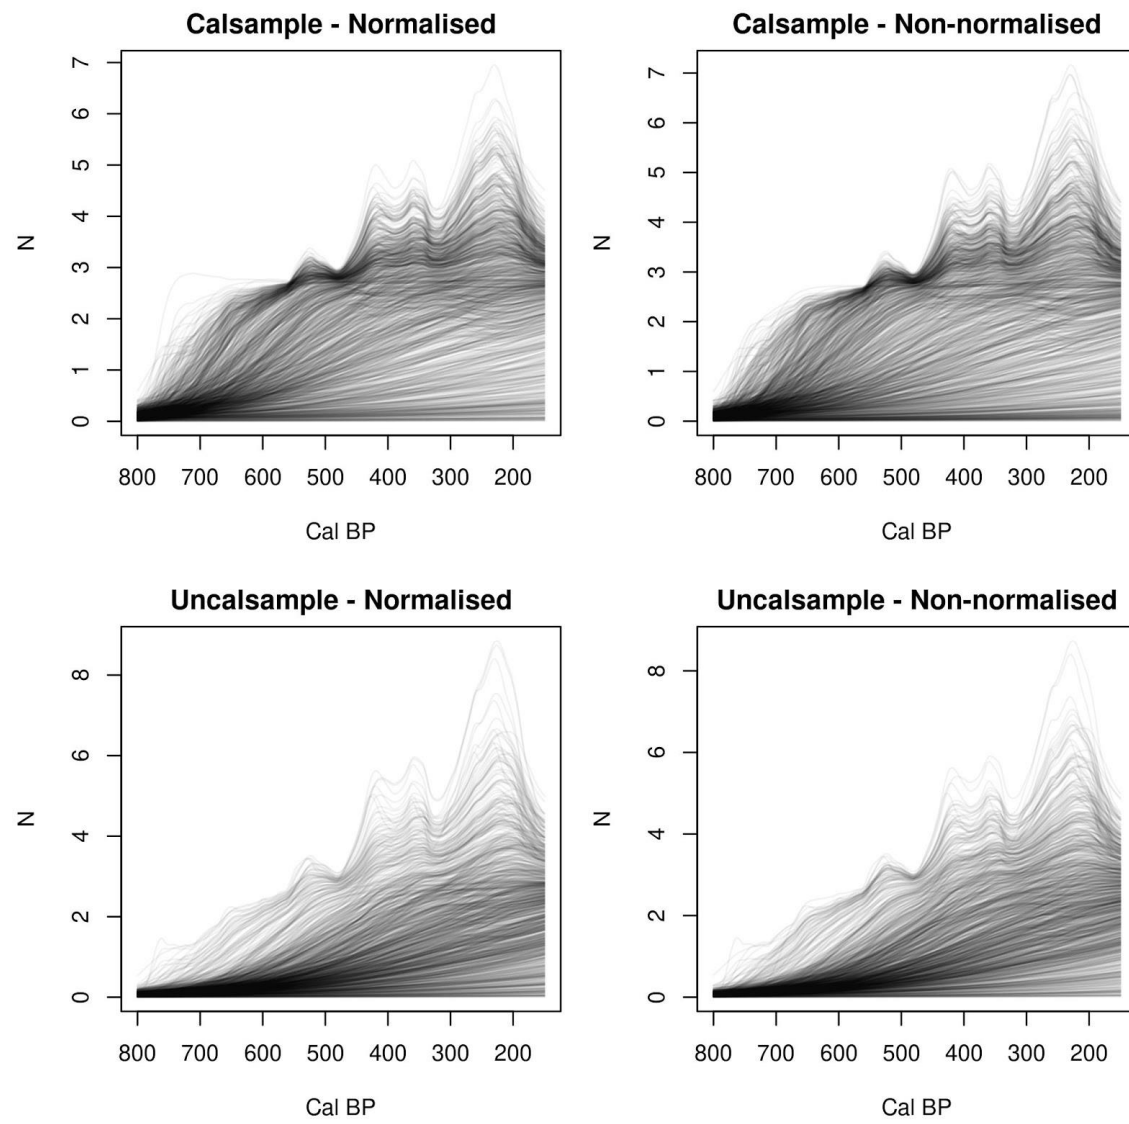 Calsample - Normalised
N
7
6
5
4
3
2
1
0
800 700 600 500 400 300 200
Cal BP
Calsample - Non-normalised
N
7
6
5
4
3
2
1
0
800 700 600 500 400 300 200
Cal BP
Uncalsample - Normalised
N
8
6
4
2
0
800 700 600 500 400 300 200
Cal BP
Uncalsample - Non-normalised
N
8
6
4
2
0
800 700 600 500 400 300 200
Cal BP